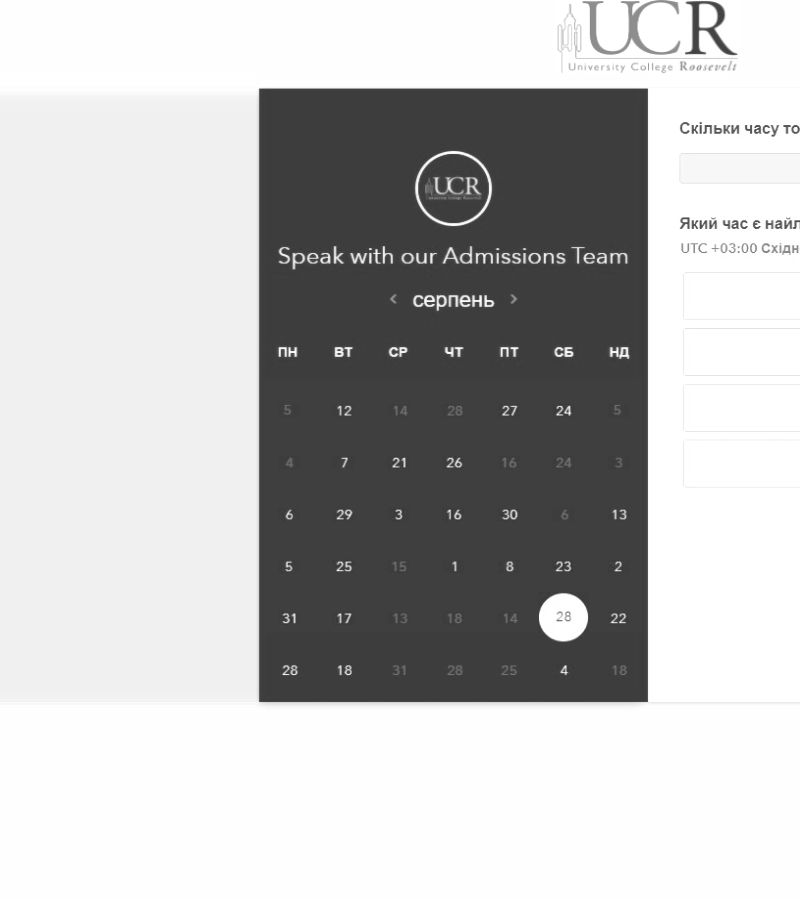 UCR
University College Roosevelt
UCR
University College Roosevelt
Speak with our Admissions Team
серпень
ПН ВТ СР ЧТ ПТ СБ НД
5 12 14 28 27 24 5
4 7 21 26 16 24 3
6 29 3 16 30 6 13
5 25 15 1 8 23 2
31 17 13 18 14 28 22
28 18 31 28 25 4 18
Скільки часу то
Який час є найл
UTC +03:00 Східн